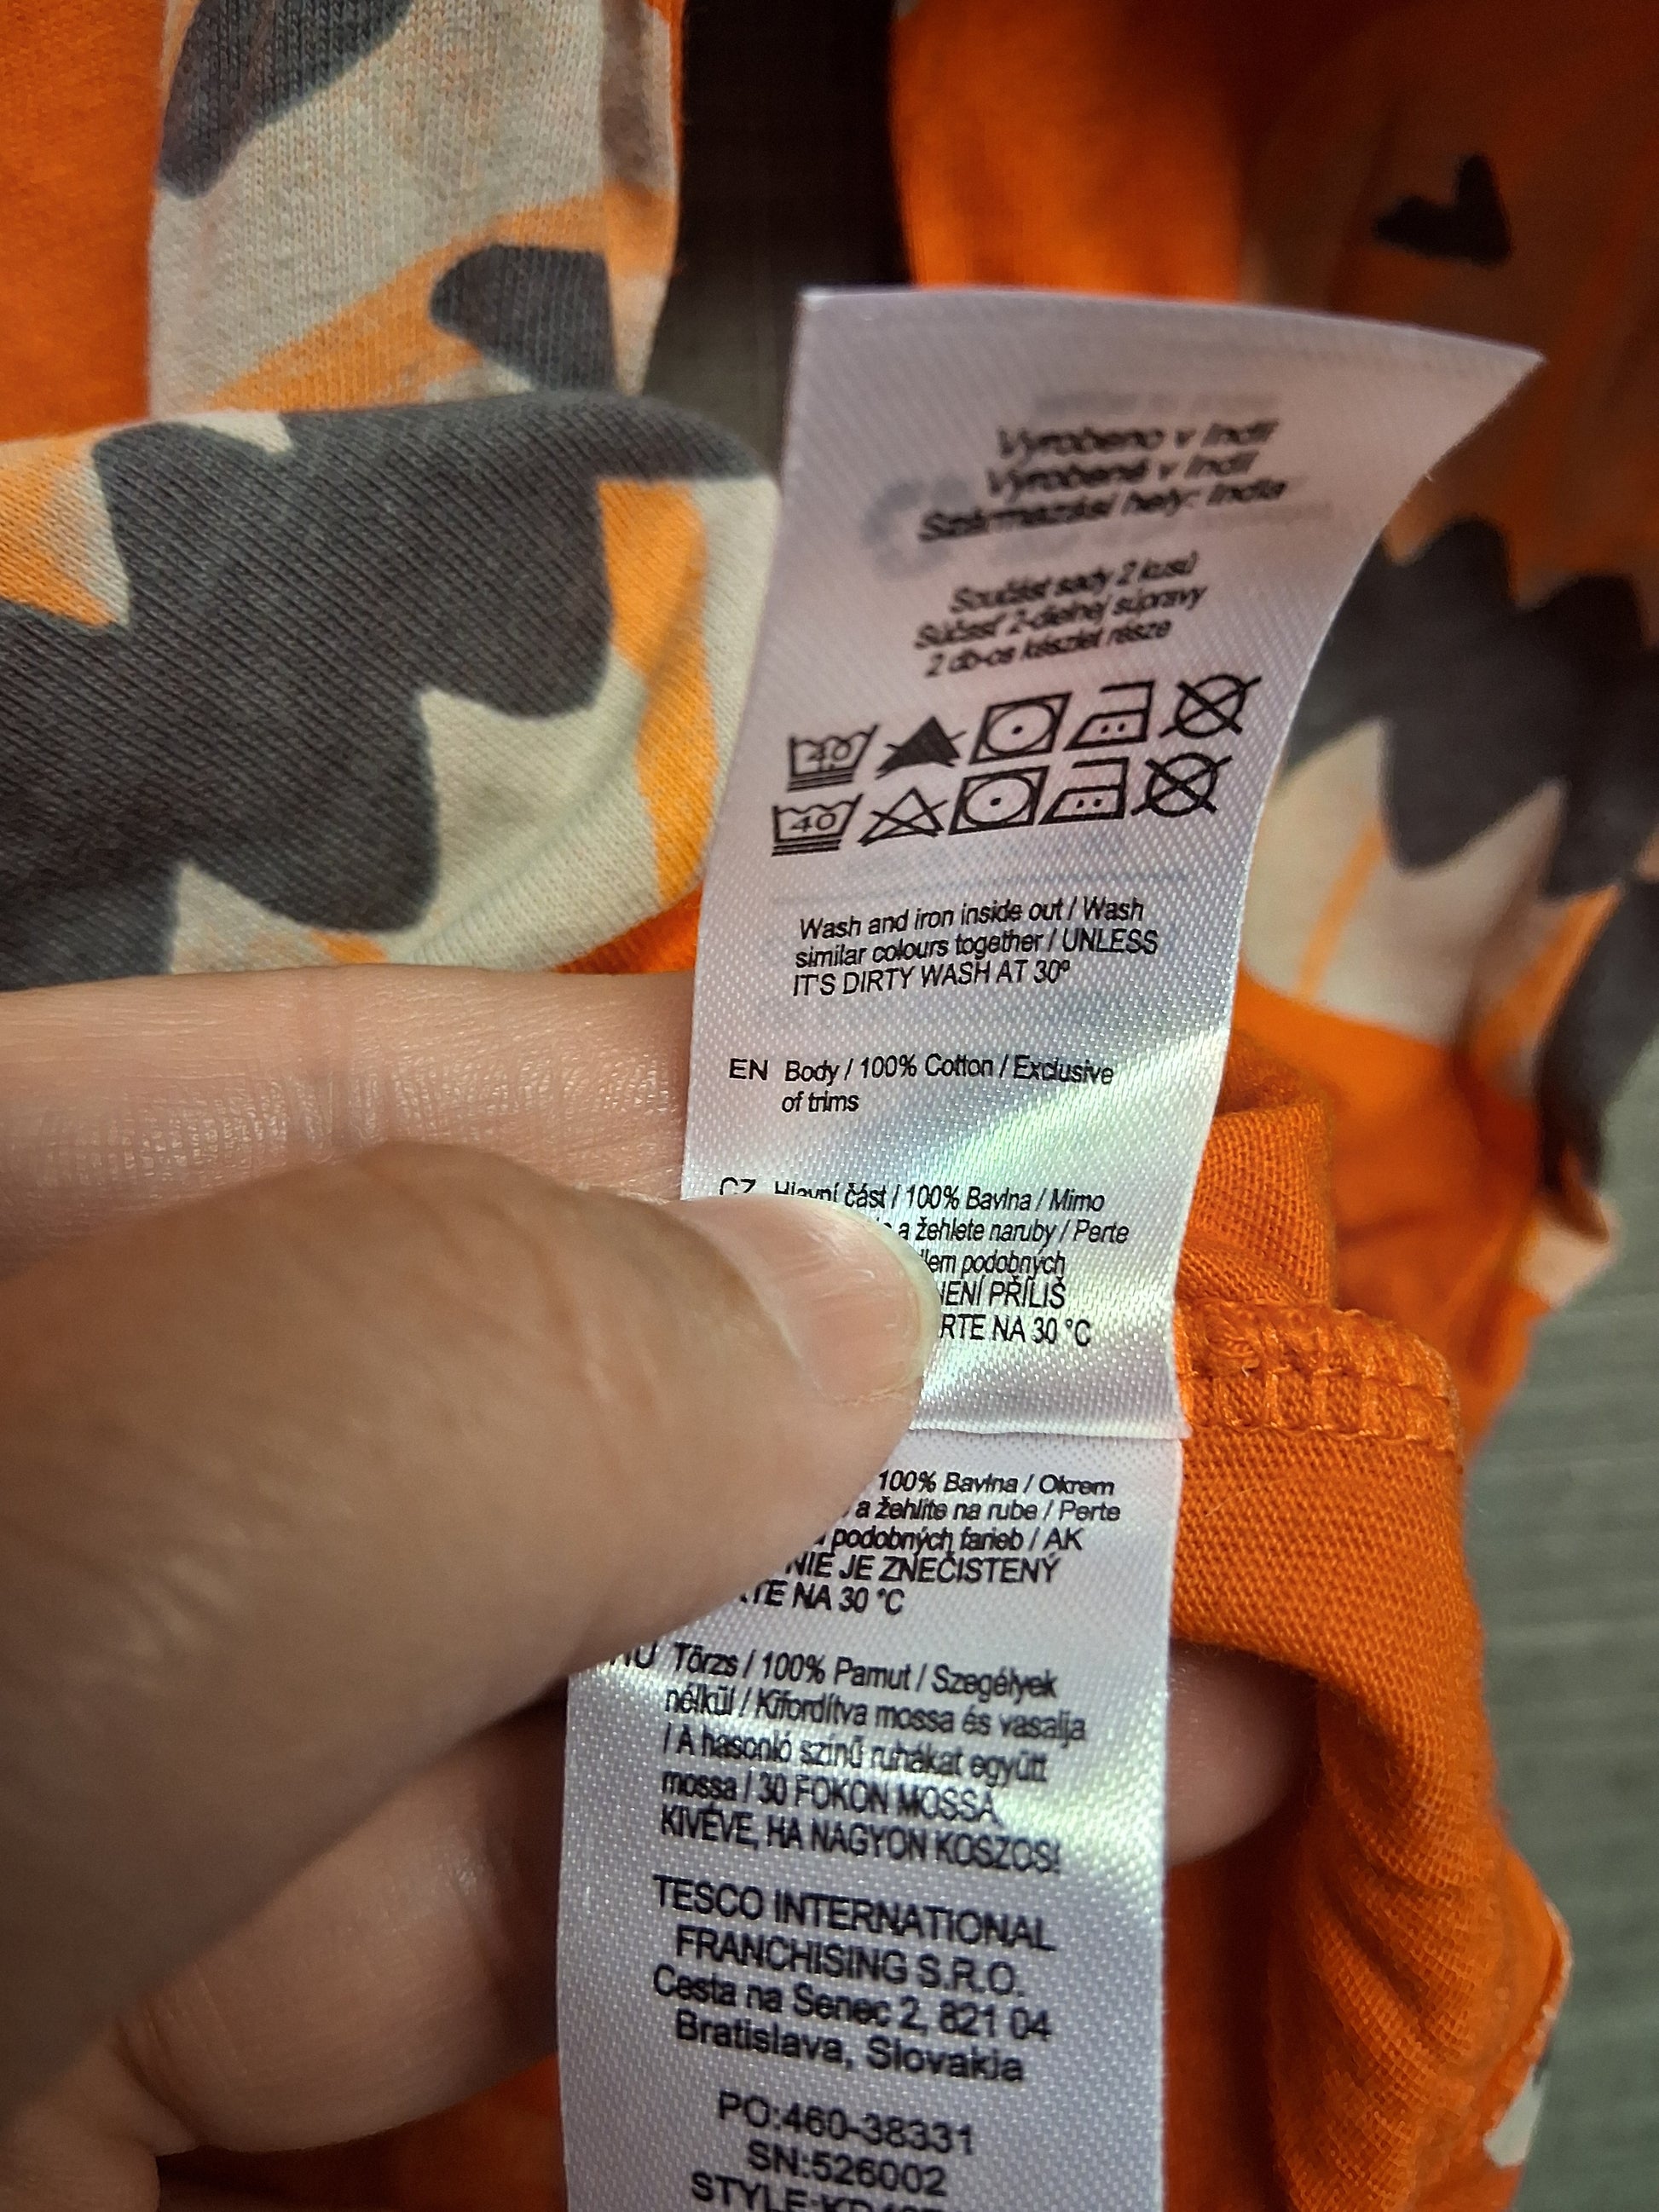 Vyrobeno v Indii
Vyrobené v Indii
Származási hely: India
Součást sady 2 kusů
Súčasť 2-dielnej súpravy
2 db-os készlet része
40
40
Wash and iron inside out / Wash
similar colours together / UNLESS
IT'S DIRTY WASH AT 30º
EN Body / 100% Cotton / Exclusive
of trims
CZ Hlavní část / 100% Bavlna / Mimo
a žehlete naruby / Perte
podobných
PŘÍLIŠ
NA 30 °C
100% Bavlna / Okrem
a žehlite na rube / Perte
podobných farieb / AK
NIE JE ZNEČISTENÝ
NA 30 °C
HU Törzs / 100% Pamut / Szegélyek
nélkül / Kifordítva mossa és vasalja
/ A hasonló színű ruhákat együtt
mossa / 30 FOKON MOSSA,
KIVÉVE, HA NAGYON KOSZOS!
TESCO INTERNATIONAL
FRANCHISING S.R.O.
Cesta na Senec 2, 821 04
Bratislava, Slovakia
PO:460-38331
SN:526002